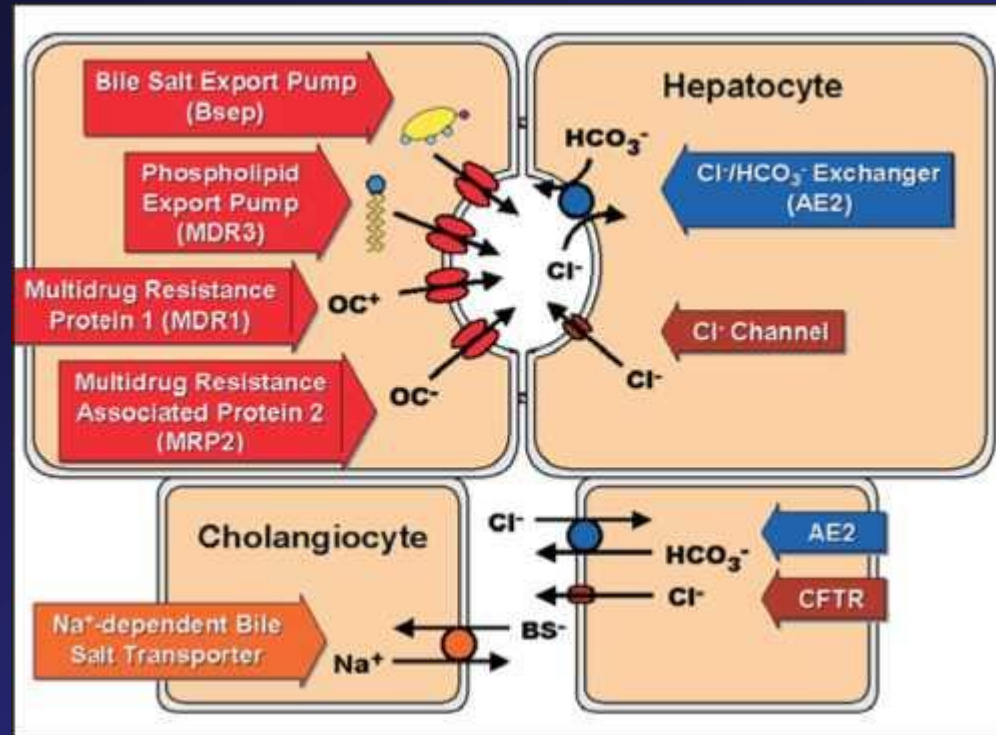 Bile Salt Export Pump
(Bsep)
Phospholipid
Export Pump
(MDR3)
Multidrug Resistance
Protein 1 (MDR1)
Multidrug Resistance
Associated Protein 2
(MRP2)
OC⁺
OC⁻
Hepatocyte
HCO₃⁻
Cl⁻/HCO₃⁻ Exchanger
(AE2)
Cl⁻
Cl⁻ Channel
Cl⁻
Cholangiocyte
Na⁺-dependent Bile
Salt Transporter
Na⁺
BS⁻
Cl⁻
HCO₃⁻
Cl⁻
AE2
CFTR